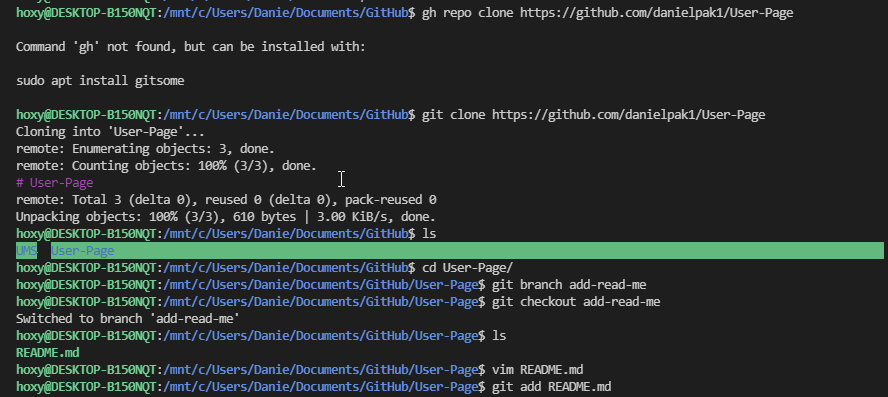 hoxy@DESKTOP-B150NQT:/mnt/c/Users/Danie/Documents/GitHub$ gh repo clone https://github.com/danielpak1/User-Page
Command 'gh' not found, but can be installed with:
sudo apt install gitsome
hoxy@DESKTOP-B150NQT:/mnt/c/Users/Danie/Documents/GitHub$ git clone https://github.com/danielpak1/User-Page
Cloning into 'User-Page'...
remote: Enumerating objects: 3, done.
remote: Counting objects: 100% (3/3), done.
# User-Page
remote: Total 3 (delta 0), reused 0 (delta 0), pack-reused 0
Unpacking objects: 100% (3/3), 610 bytes | 3.00 KiB/s, done.
hoxy@DESKTOP-B150NQT:/mnt/c/Users/Danie/Documents/GitHub$ ls
UMS  User-Page
hoxy@DESKTOP-B150NQT:/mnt/c/Users/Danie/Documents/GitHub$ cd User-Page/
hoxy@DESKTOP-B150NQT:/mnt/c/Users/Danie/Documents/GitHub/User-Page$ git branch add-read-me
hoxy@DESKTOP-B150NQT:/mnt/c/Users/Danie/Documents/GitHub/User-Page$ git checkout add-read-me
Switched to branch 'add-read-me'
hoxy@DESKTOP-B150NQT:/mnt/c/Users/Danie/Documents/GitHub/User-Page$ ls
README.md
hoxy@DESKTOP-B150NQT:/mnt/c/Users/Danie/Documents/GitHub/User-Page$ vim README.md
hoxy@DESKTOP-B150NQT:/mnt/c/Users/Danie/Documents/GitHub/User-Page$ git add README.md